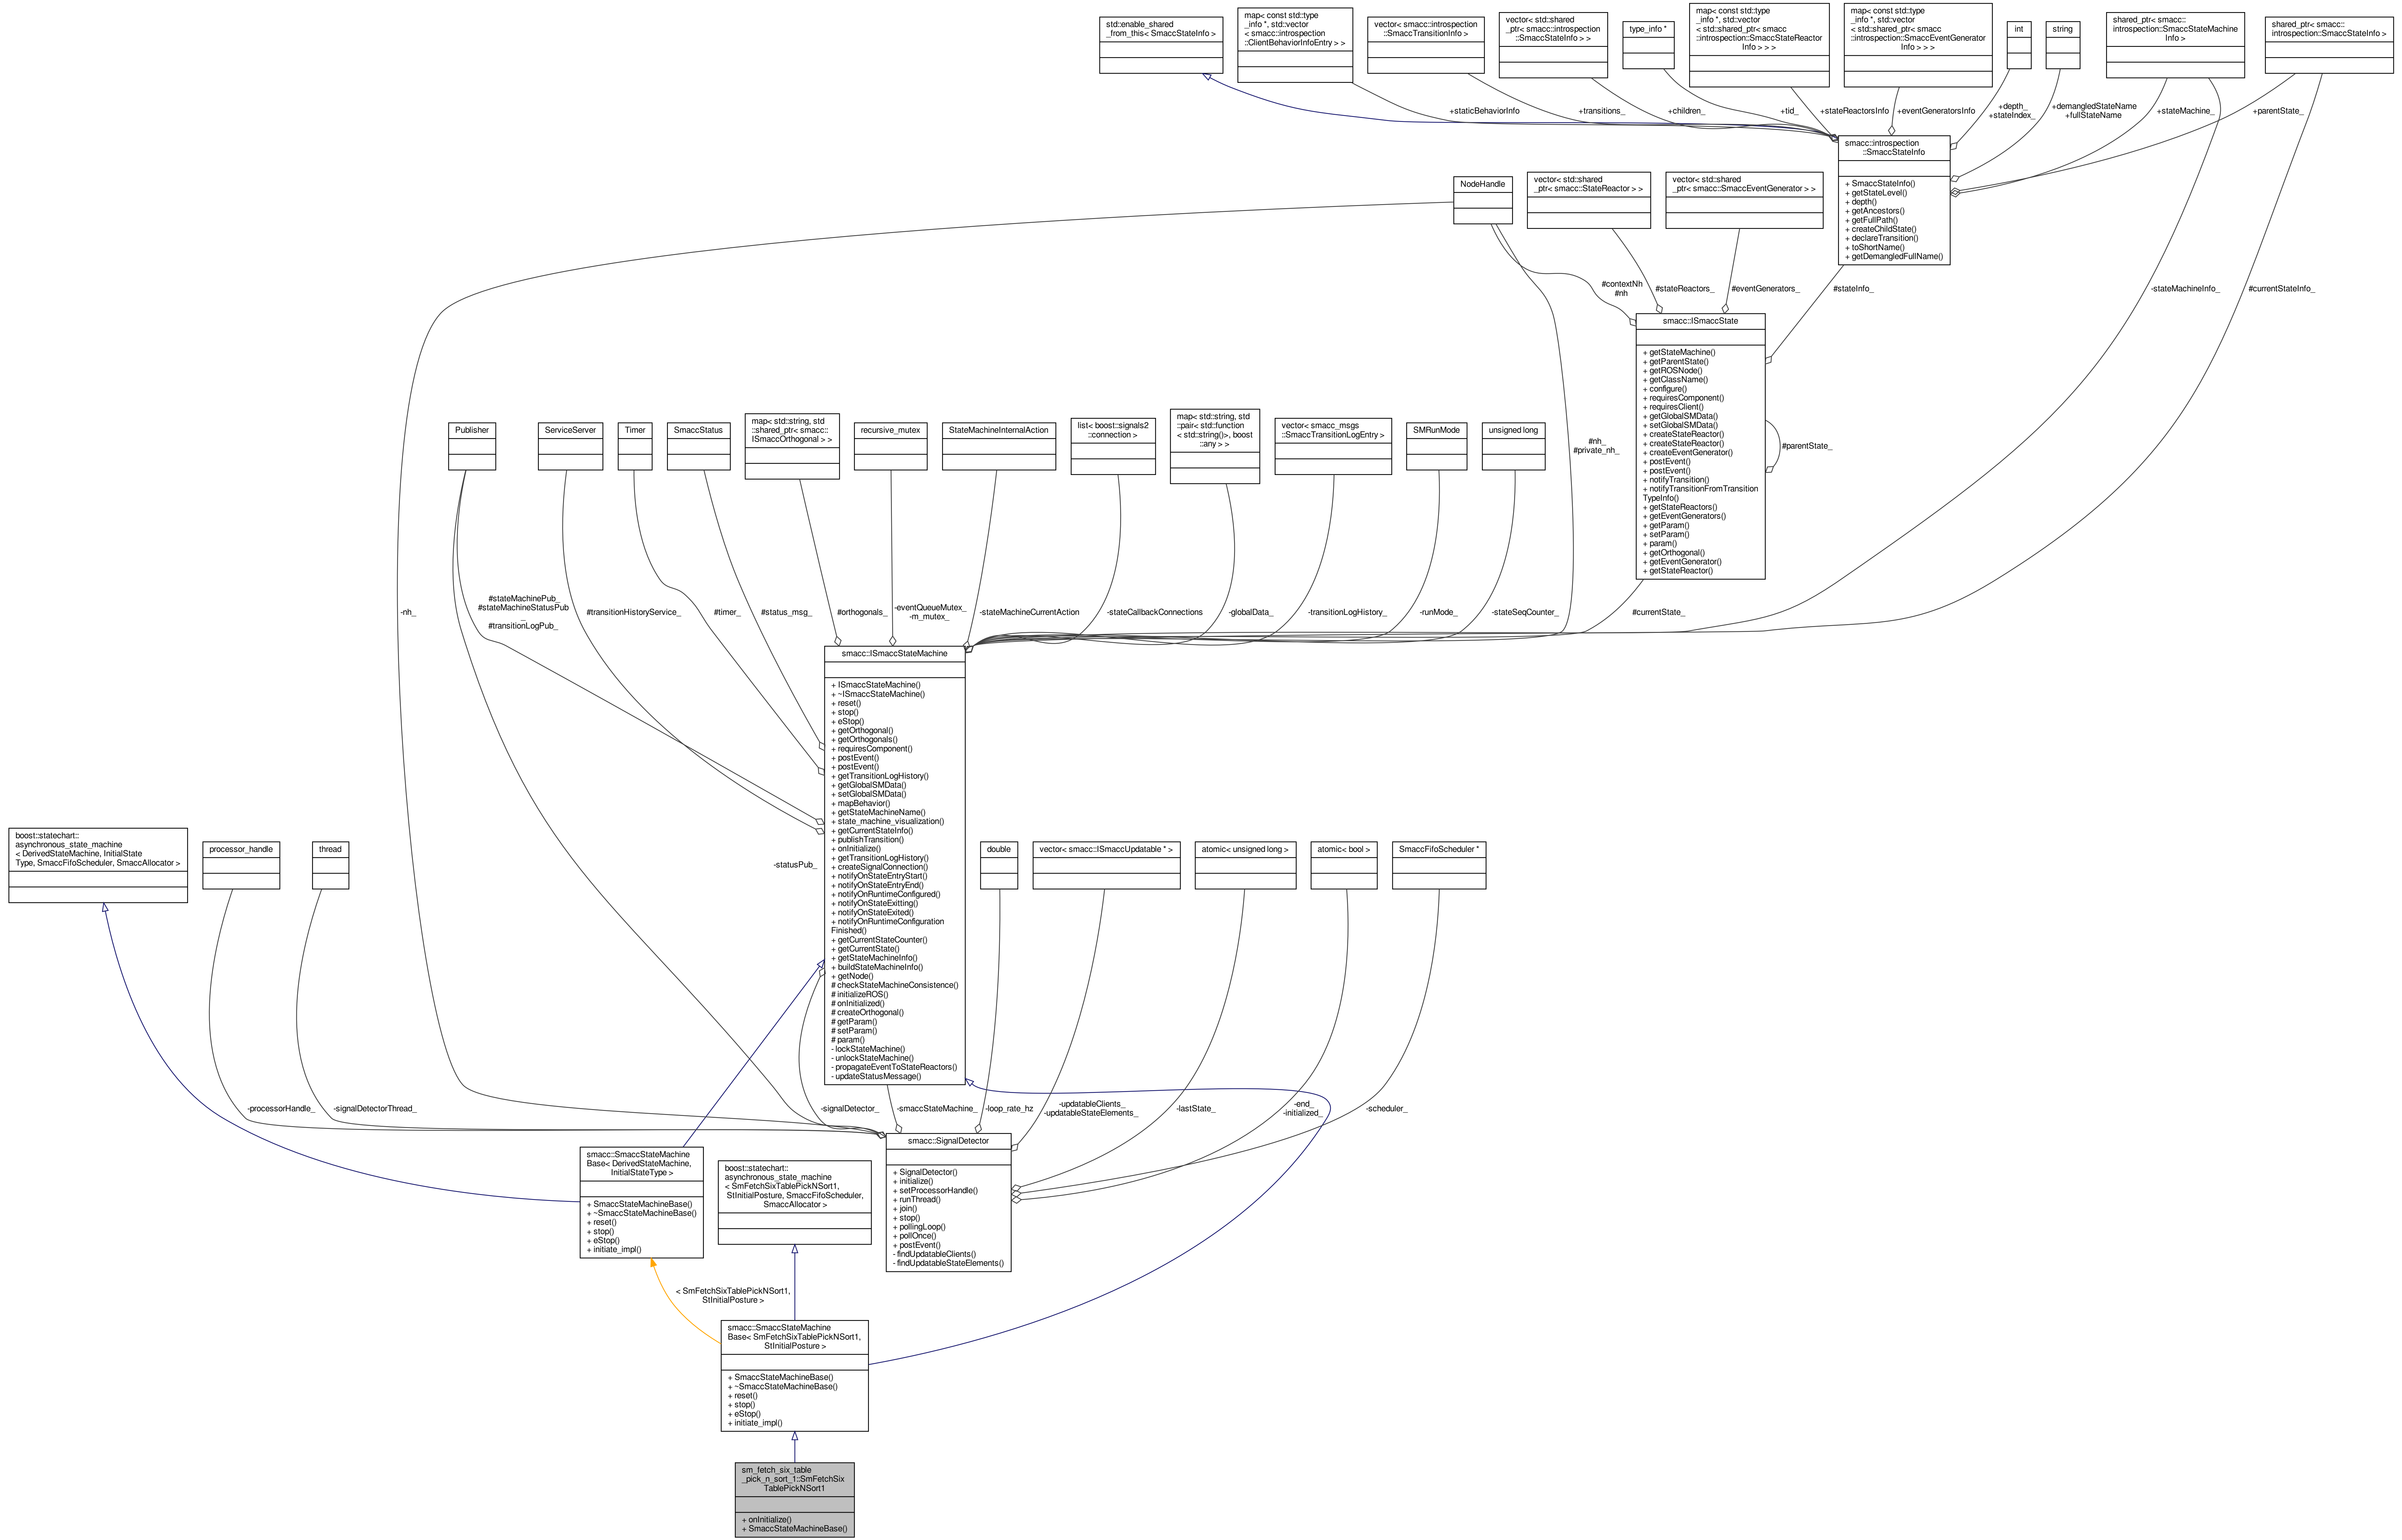 std::enable_shared
_from_this< SmaccStateInfo >
map< const std::type
_info *, std::vector
< smacc::introspection
::ClientBehaviorInfoEntry > >
vector< smacc::introspection
::SmaccTransitionInfo >
vector< std::shared
_ptr< smacc::introspection
::SmaccStateInfo > >
type_info *
map< const std::type
_info *, std::vector
< std::shared_ptr< smacc
::introspection::SmaccStateReactor
Info > > >
map< const std::type
_info *, std::vector
< std::shared_ptr< smacc
::introspection::SmaccEventGenerator
Info > > >
int
string
shared_ptr< smacc::
introspection::SmaccStateMachine
Info >
shared_ptr< smacc::
introspection::SmaccStateInfo >
+staticBehaviorInfo
+transitions_
+children_
+tid_
+stateReactorsInfo
+eventGeneratorsInfo
+depth_
+stateIndex_
+demangledStateName
+fullStateName
+stateMachine_
+parentState_
smacc::introspection
::SmaccStateInfo
+ SmaccStateInfo()
+ getStateLevel()
+ depth()
+ getAncestors()
+ getFullPath()
+ createChildState()
+ declareTransition()
+ toShortName()
+ getDemangledFullName()
NodeHandle
vector< std::shared
_ptr< smacc::StateReactor > >
vector< std::shared
_ptr< smacc::SmaccEventGenerator > >
#contextNh
#nh
#stateReactors_
#eventGenerators_
#stateInfo_
-stateMachineInfo_
#currentStateInfo_
smacc::ISmaccState
+ getStateMachine()
+ getParentState()
+ getROSNode()
+ getClassName()
+ configure()
+ requiresComponent()
+ requiresClient()
+ getGlobalSMData()
+ setGlobalSMData()
+ createStateReactor()
+ createStateReactor()
+ createEventGenerator()
+ postEvent()
+ postEvent()
+ notifyTransition()
+ notifyTransitionFromTransition
TypeInfo()
+ getStateReactors()
+ getEventGenerators()
+ getParam()
+ setParam()
+ param()
+ getOrthogonal()
+ getEventGenerator()
+ getStateReactor()
#parentState_
Publisher
ServiceServer
Timer
SmaccStatus
map< std::string, std
::shared_ptr< smacc::
ISmaccOrthogonal > >
recursive_mutex
StateMachineInternalAction
list< boost::signals2
::connection >
map< std::string, std
::pair< std::function
< std::string()>, boost
::any > >
vector< smacc_msgs
::SmaccTransitionLogEntry >
SMRunMode
unsigned long
#nh_
#private_nh_
-nh_
#stateMachinePub_
#stateMachineStatusPub
_
#transitionLogPub_
#transitionHistoryService_
#timer_
#status_msg_
#orthogonals_
-eventQueueMutex_
-m_mutex_
-stateMachineCurrentAction
-stateCallbackConnections
-globalData_
-transitionLogHistory_
-runMode_
-stateSeqCounter_
#currentState_
smacc::ISmaccStateMachine
+ ISmaccStateMachine()
+ ~ISmaccStateMachine()
+ reset()
+ stop()
+ eStop()
+ getOrthogonal()
+ getOrthogonals()
+ requiresComponent()
+ postEvent()
+ postEvent()
+ getTransitionLogHistory()
+ getGlobalSMData()
+ setGlobalSMData()
+ mapBehavior()
+ getStateMachineName()
+ state_machine_visualization()
+ getCurrentStateInfo()
+ publishTransition()
+ onInitialize()
+ getTransitionLogHistory()
+ createSignalConnection()
+ notifyOnStateEntryStart()
+ notifyOnStateEntryEnd()
+ notifyOnRuntimeConfigured()
+ notifyOnStateExitting()
+ notifyOnStateExited()
+ notifyOnRuntimeConfiguration
Finished()
+ getCurrentStateCounter()
+ getCurrentState()
+ getStateMachineInfo()
+ buildStateMachineInfo()
+ getNode()
# checkStateMachineConsistence()
# initializeROS()
# onInitialized()
# createOrthogonal()
# getParam()
# setParam()
# param()
- lockStateMachine()
- unlockStateMachine()
- propagateEventToStateReactors()
- updateStatusMessage()
boost::statechart::
asynchronous_state_machine
< DerivedStateMachine, InitialState
Type, SmaccFifoScheduler, SmaccAllocator >
processor_handle
thread
-statusPub_
double
vector< smacc::ISmaccUpdatable * >
atomic< unsigned long >
atomic< bool >
SmaccFifoScheduler *
-processorHandle_
-signalDetectorThread_
-signalDetector_
-smaccStateMachine_
-loop_rate_hz
-updatableClients_
-updatableStateElements_
-lastState_
-end_
-initialized_
-scheduler_
smacc::SignalDetector
+ SignalDetector()
+ initialize()
+ setProcessorHandle()
+ runThread()
+ join()
+ stop()
+ pollingLoop()
+ pollOnce()
+ postEvent()
- findUpdatableClients()
- findUpdatableStateElements()
smacc::SmaccStateMachine
Base< DerivedStateMachine,
InitialStateType >
+ SmaccStateMachineBase()
+ ~SmaccStateMachineBase()
+ reset()
+ stop()
+ eStop()
+ initiate_impl()
boost::statechart::
asynchronous_state_machine
< SmFetchSixTablePickNSort1,
StInitialPosture, SmaccFifoScheduler,
SmaccAllocator >
< SmFetchSixTablePickNSort1,
StInitialPosture >
smacc::SmaccStateMachine
Base< SmFetchSixTablePickNSort1,
StInitialPosture >
+ SmaccStateMachineBase()
+ ~SmaccStateMachineBase()
+ reset()
+ stop()
+ eStop()
+ initiate_impl()
sm_fetch_six_table
_pick_n_sort_1::SmFetchSix
TablePickNSort1
+ onInitialize()
+ SmaccStateMachineBase()